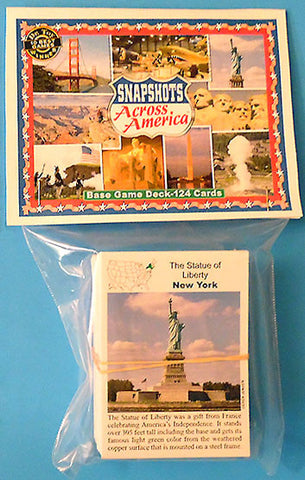 SNAPSHOTS
Across
America
Base Game Deck-124 Cards
The Statue of
Liberty
New York
The Statue of Liberty was a gift from France
celebrating America's Independence. It stands
over 305 feet tall including the base and gets its
famous light green color from the weathered
copper surface that is mounted on a steel frame.